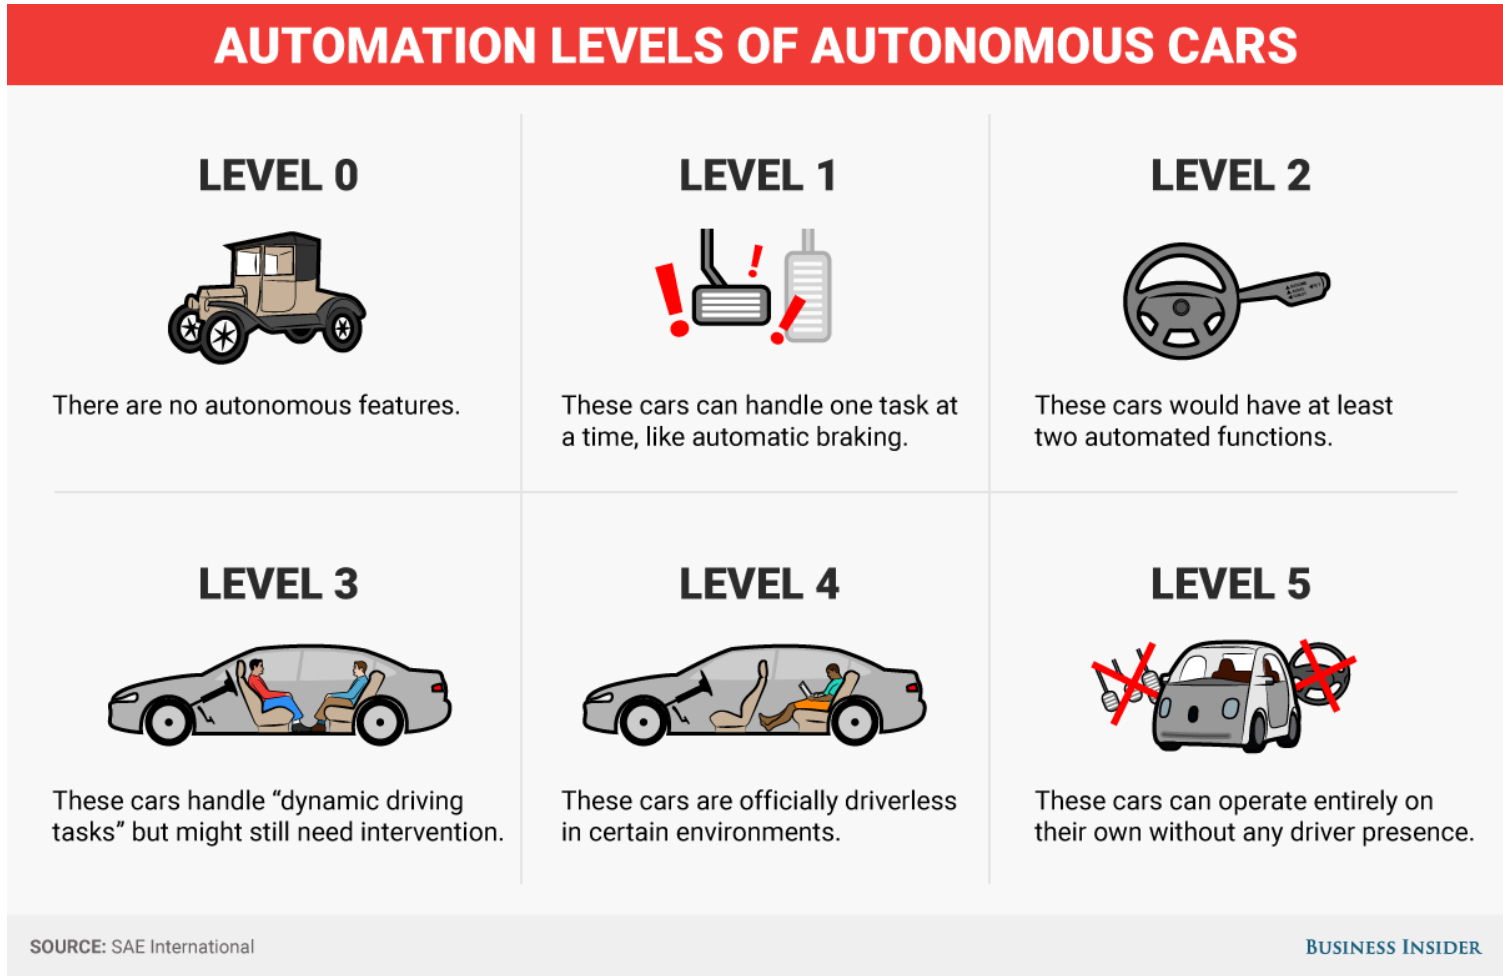 AUTOMATION LEVELS OF AUTONOMOUS CARS
LEVEL 0
There are no autonomous features.
LEVEL 1
These cars can handle one task at
a time, like automatic braking.
LEVEL 2
These cars would have at least
two automated functions.
LEVEL 3
These cars handle “dynamic driving
tasks” but might still need intervention.
LEVEL 4
These cars are officially driverless
in certain environments.
LEVEL 5
These cars can operate entirely on
their own without any driver presence.
SOURCE: SAE International
BUSINESS INSIDER